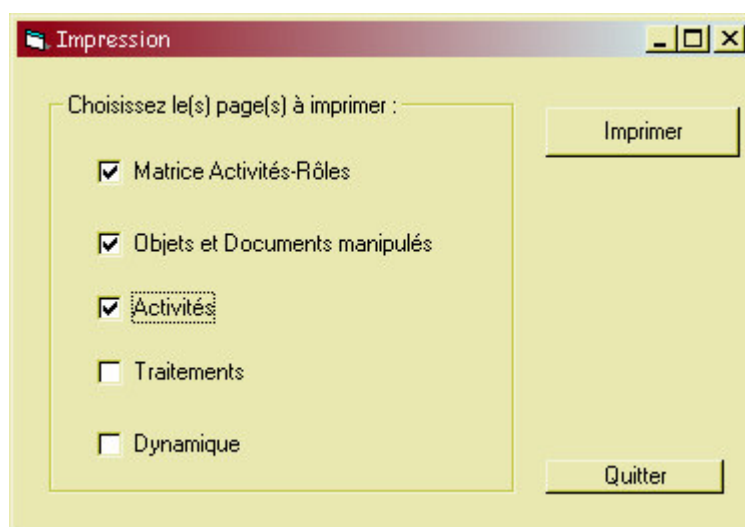 Impression
Choisissez le(s) page(s) à imprimer :
Imprimer
Matrice Activités-Rôles
Objets et Documents manipulés
Activités
Traitements
Dynamique
Quitter